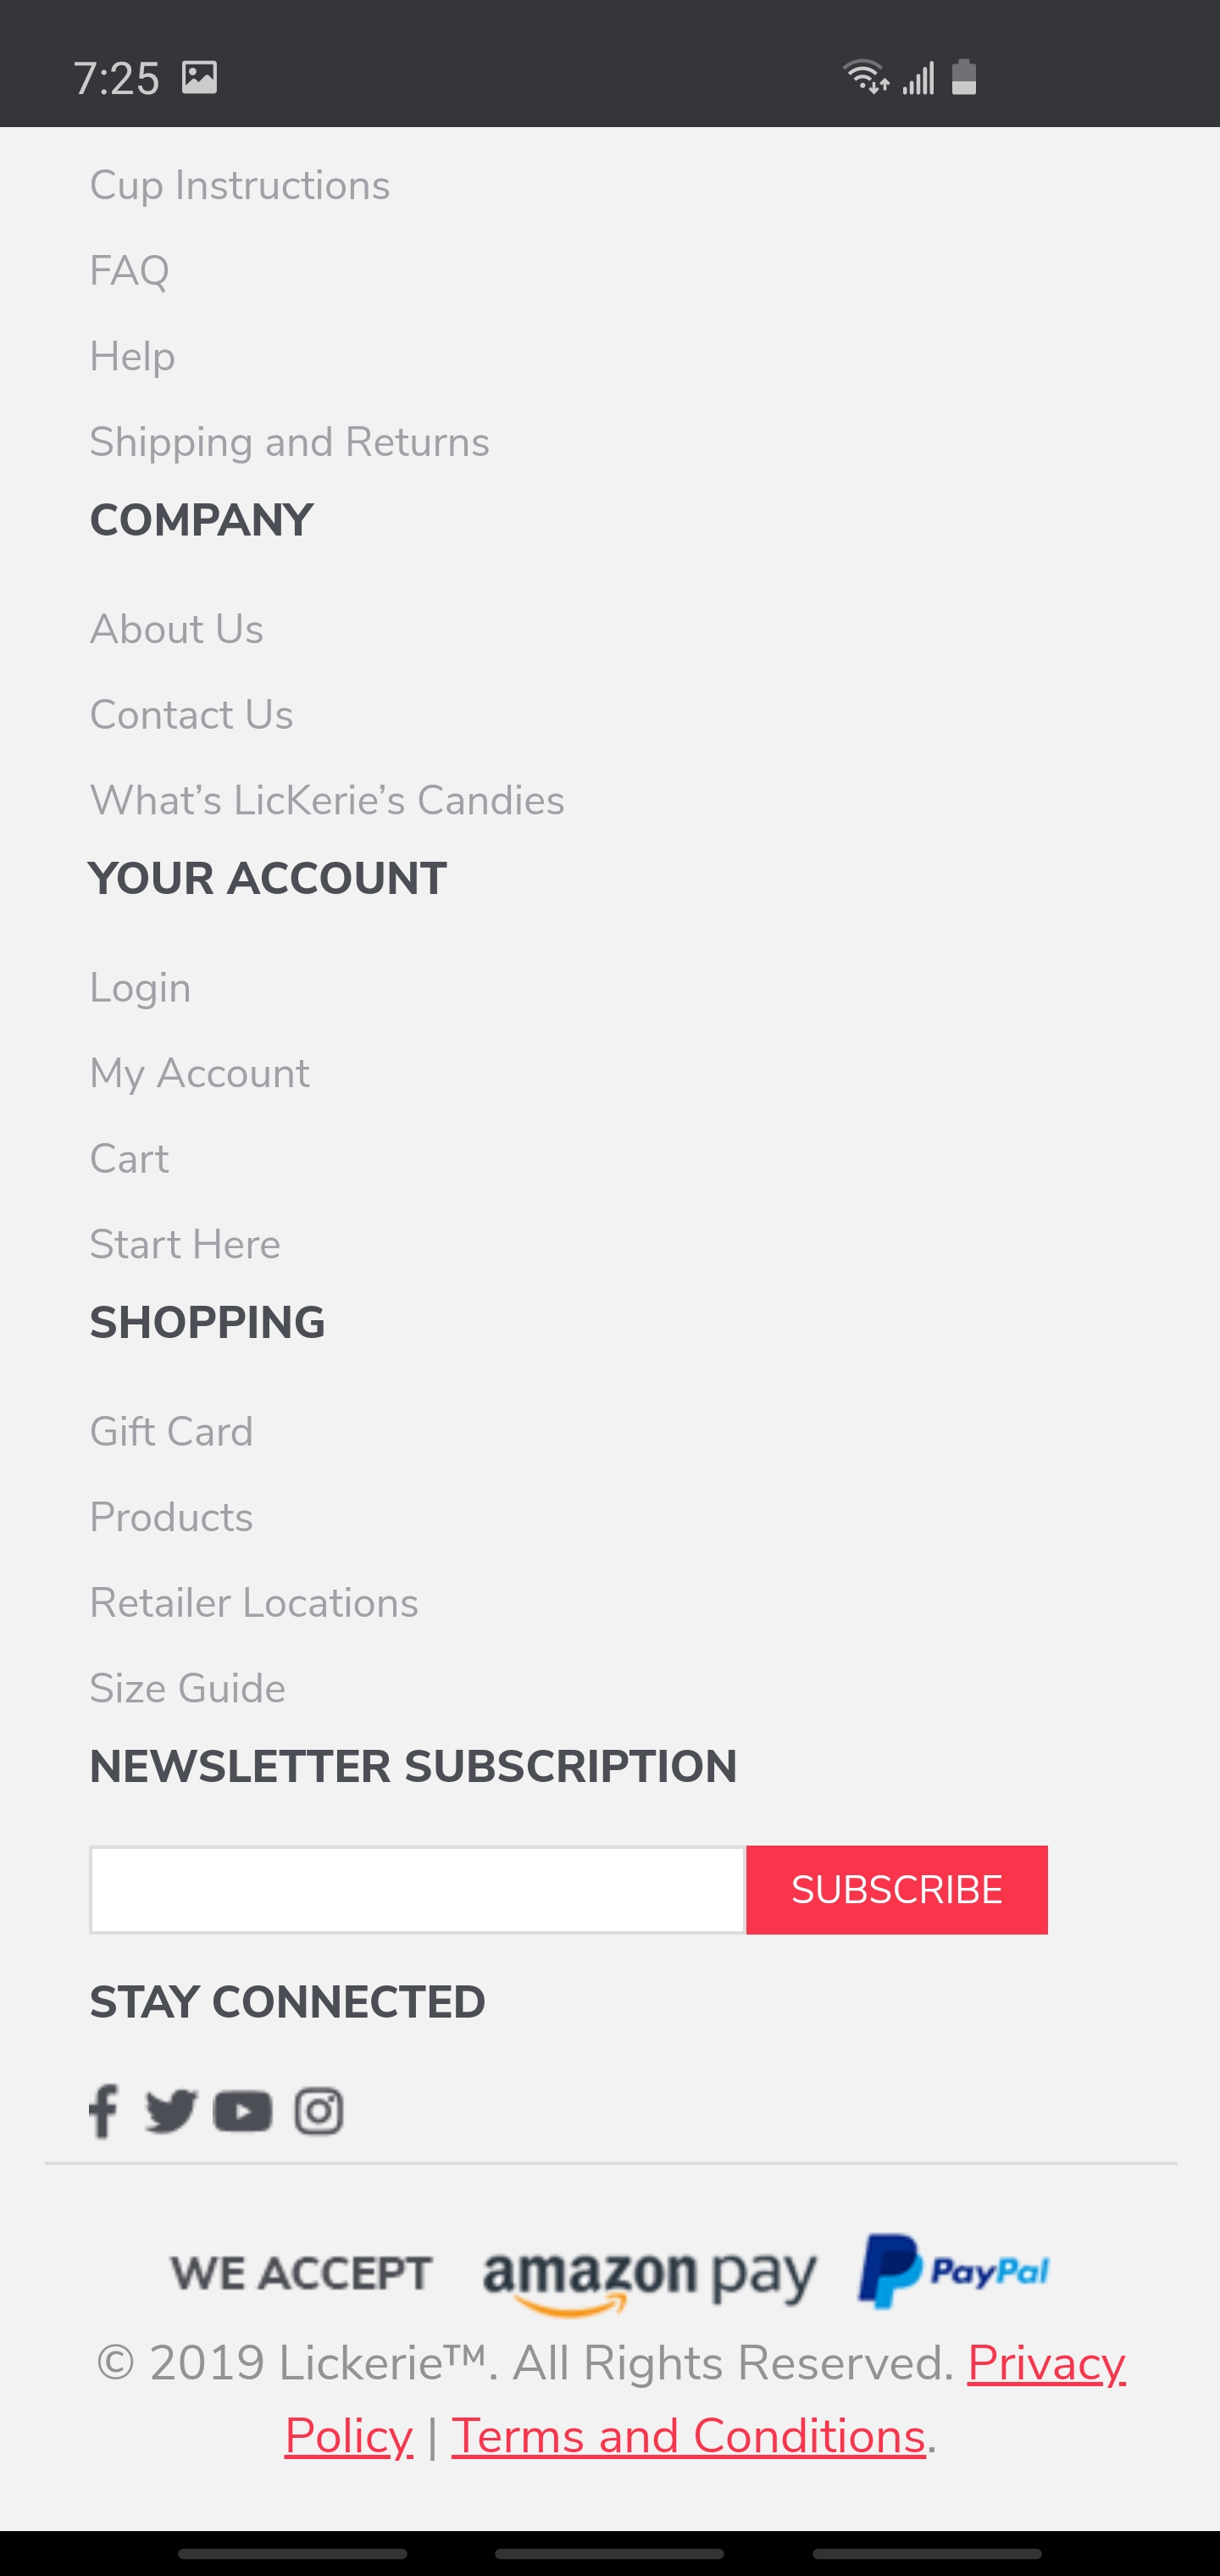 7:25
Cup Instructions
FAQ
Help
Shipping and Returns
COMPANY
About Us
Contact Us
What’s LicKerie’s Candies
YOUR ACCOUNT
Login
My Account
Cart
Start Here
SHOPPING
Gift Card
Products
Retailer Locations
Size Guide
NEWSLETTER SUBSCRIPTION
SUBSCRIBE
STAY CONNECTED
WE ACCEPT amazon pay PayPal
© 2019 Lickerie™. All Rights Reserved. Privacy
Policy | Terms and Conditions.